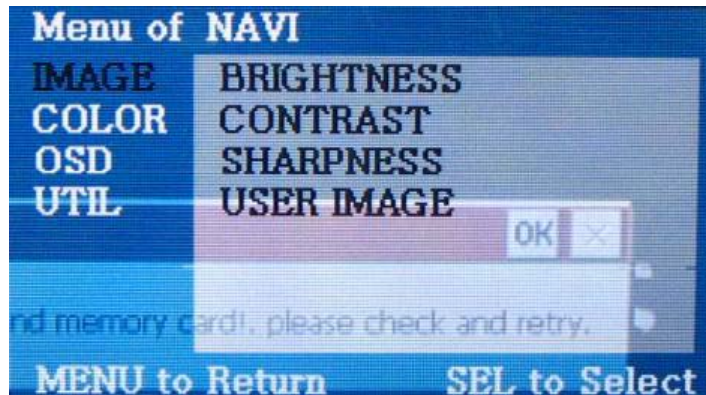 Menu of NAVI
IMAGE BRIGHTNESS
COLOR CONTRAST
OSD SHARPNESS
UTIL USER IMAGE
OK ×
nd memory card!, please check and retry.
MENU to Return SEL to Select